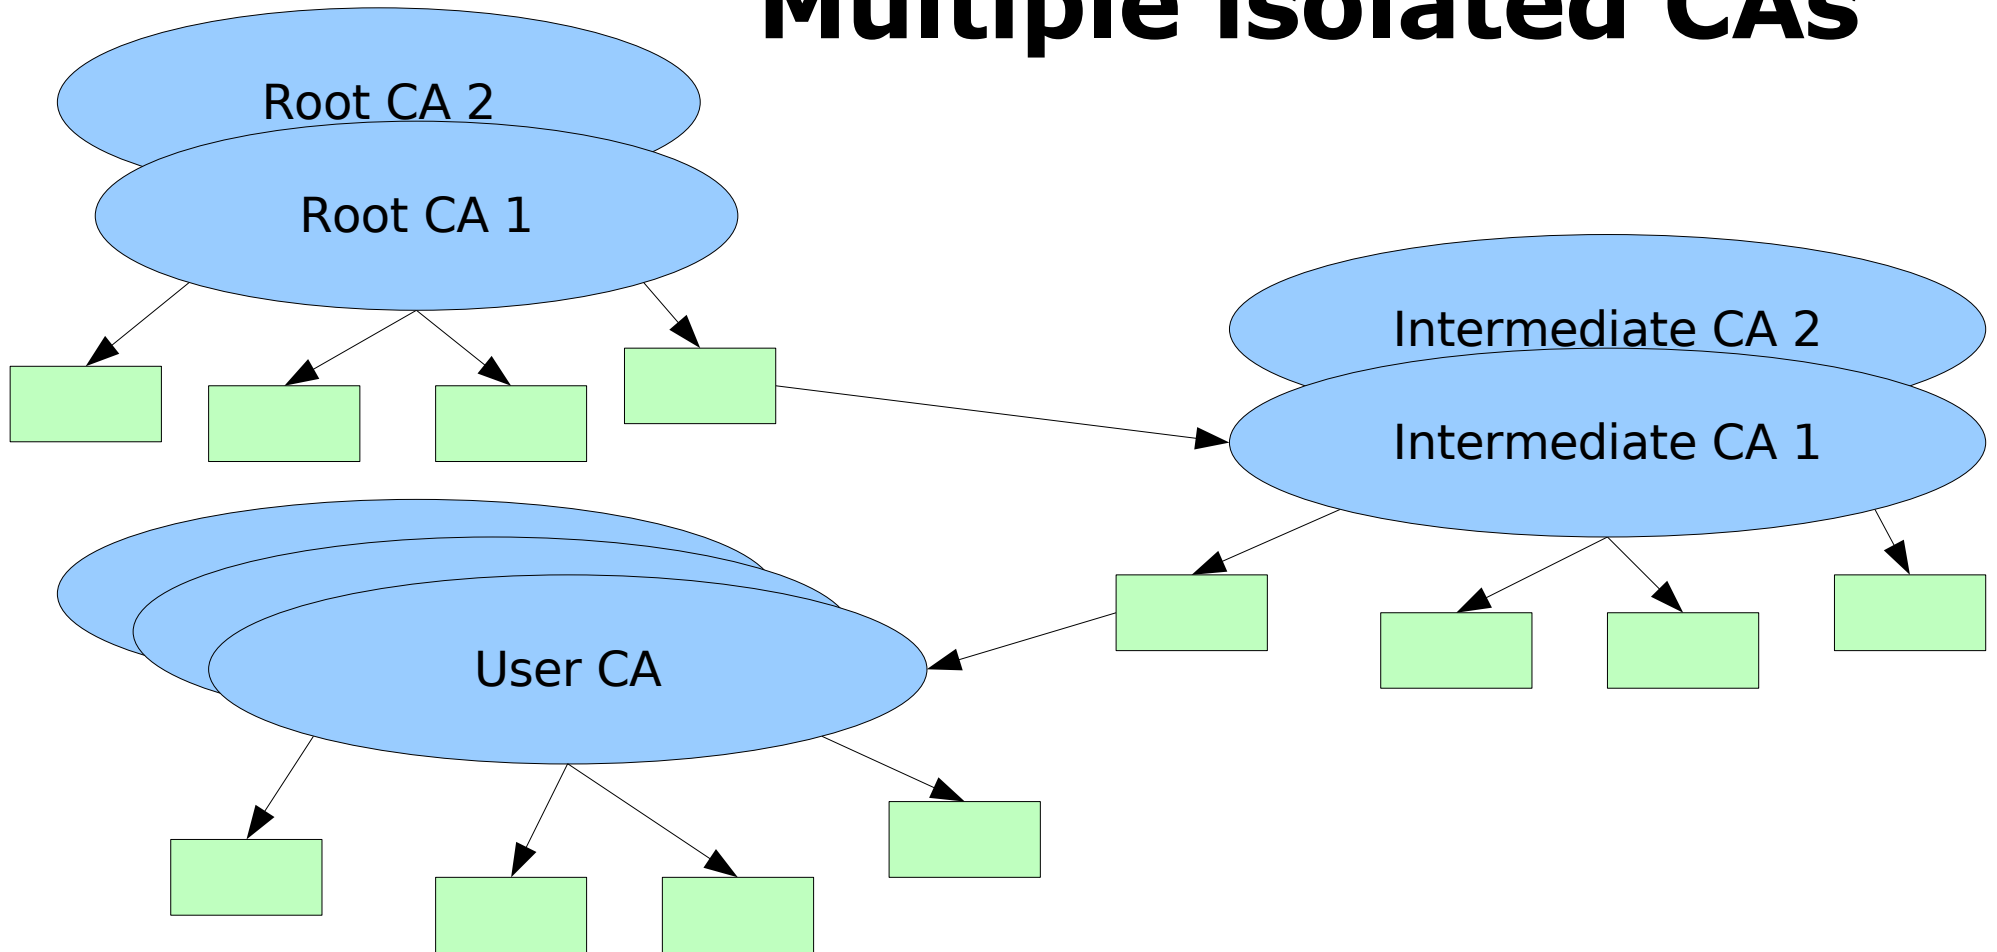 Multiple Isolated CAs
Root CA 2
Root CA 1
Intermediate CA 2
Intermediate CA 1
User CA